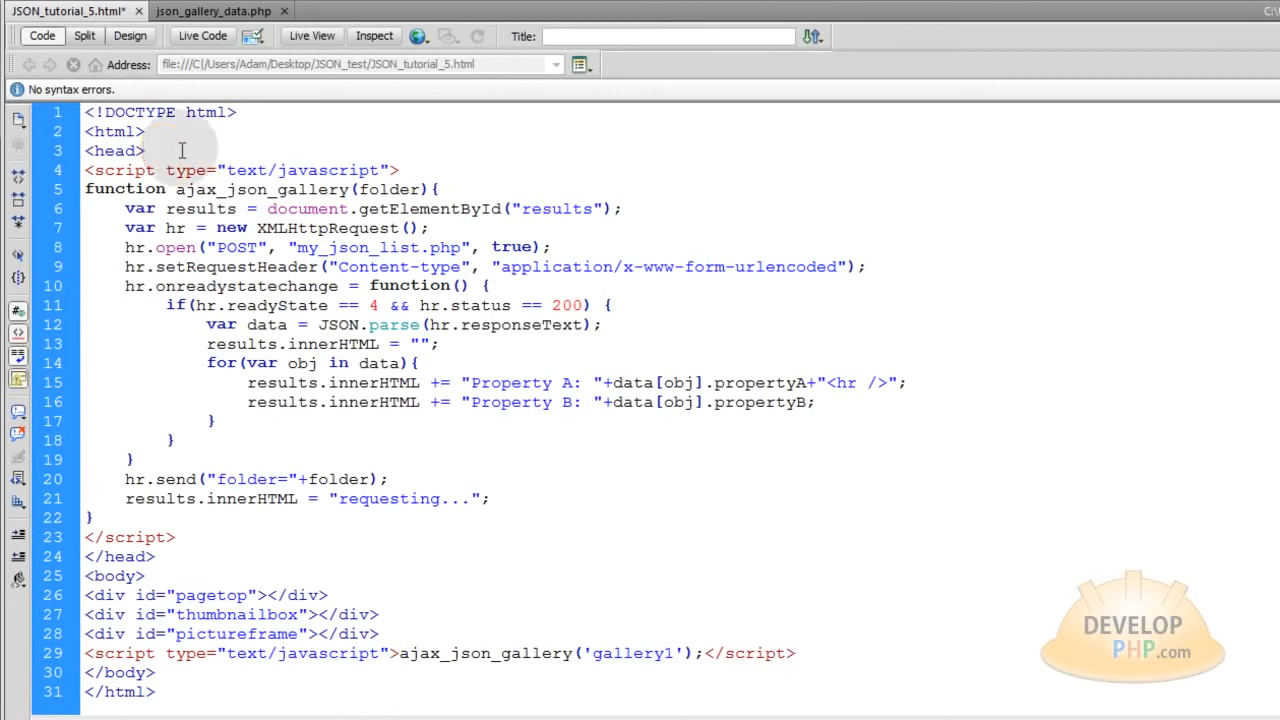 JSON_tutorial_5.html* × json_gallery_data.php ×
C:\
Code Split Design Live Code Live View Inspect Title:
Address: file:///C|/Users/Adam/Desktop/JSON_test/JSON_tutorial_5.html
No syntax errors.
1 <!DOCTYPE html>
2 <html>
3 <head>
4 <script type="text/javascript">
5 function ajax_json_gallery(folder){
6 var results = document.getElementById("results");
7 var hr = new XMLHttpRequest();
8 hr.open("POST", "my_json_list.php", true);
9 hr.setRequestHeader("Content-type", "application/x-www-form-urlencoded");
10 hr.onreadystatechange = function() {
11 if(hr.readyState == 4 && hr.status == 200) {
12 var data = JSON.parse(hr.responseText);
13 results.innerHTML = "";
14 for(var obj in data){
15 results.innerHTML += "Property A: "+data[obj].propertyA+"<hr />";
16 results.innerHTML += "Property B: "+data[obj].propertyB;
17 }
18 }
19 }
20 hr.send("folder="+folder);
21 results.innerHTML = "requesting...";
22 }
23 </script>
24 </head>
25 <body>
26 <div id="pagetop"></div>
27 <div id="thumbnailbox"></div>
28 <div id="pictureframe"></div>
29 <script type="text/javascript">ajax_json_gallery('gallery1');</script>
30 </body>
31 </html>
DEVELOP
PHP.com